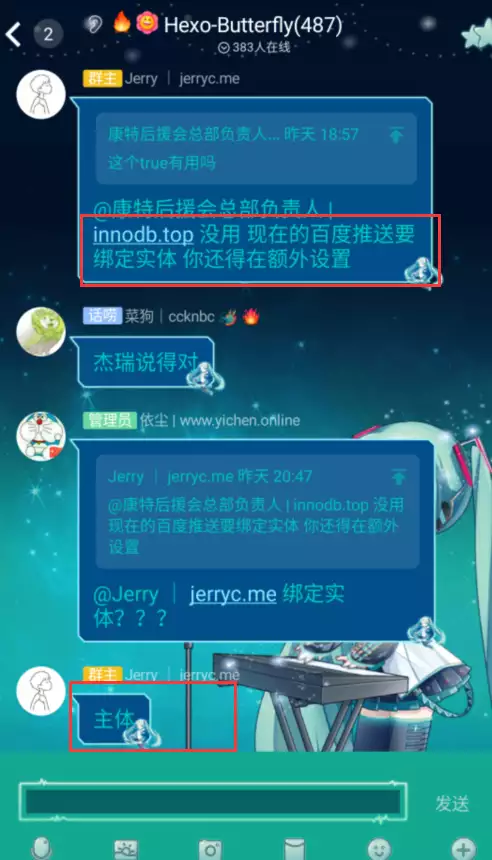 2
Hexo-Butterfly(487)
383人在线
群主 Jerry ｜ jerryc.me
康特后援会总部负责人... 昨天 18:57
这个true有用吗
@康特后援会总部负责人 |
innodb.top 没用 现在的百度推送要
绑定实体 你还得在额外设置
话唠 菜狗｜ccknbc
杰瑞说得对
管理员 依尘 | www.yichen.online
Jerry ｜ jerryc.me 昨天 20:47
@康特后援会总部负责人 | innodb.top 没用
现在的百度推送要绑定实体 你还得在额外
设置
@Jerry ｜ jerryc.me 绑定实
体？？？
群主 Jerry ｜ jerryc.me
主体
发送